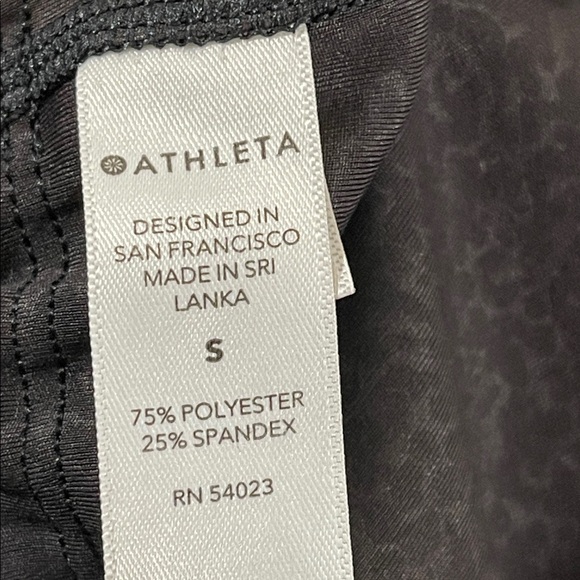 ATHLETA
DESIGNED IN
SAN FRANCISCO
MADE IN SRI
LANKA
S
75% POLYESTER
25% SPANDEX
RN 54023